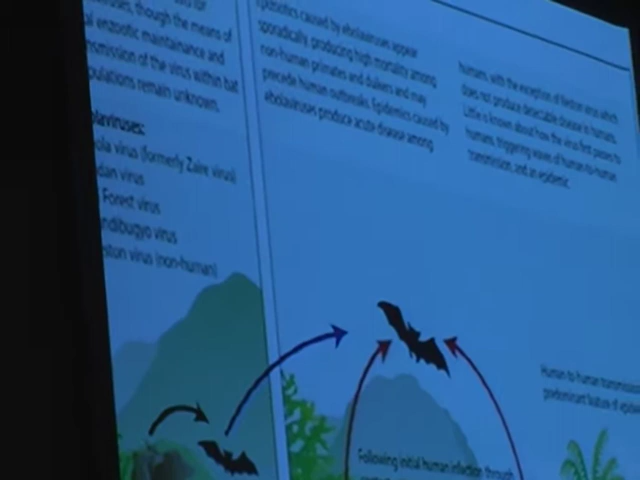 though the means of
al enzootic maintainance and
nsmission of the virus within bat
pulations remain unknown.
olaviruses:
ola virus (formerly Zaire virus)
dan virus
Forest virus
ndibugyo virus
ston virus (non-human)
Epizootics caused by ebolaviruses appear
sporadically, producing high mortality among
non-human primates and duikers and may
precede human outbreaks. Epidemics caused by
ebolaviruses produce acute disease among
humans, with the exception of Reston virus which
does not produce detectable disease in humans.
Little is known about how the virus first passes to
humans, triggering waves of human-to-human
transmission, and an epidemic.
Human-to-human transmission
predominant feature of epide
Following initial human infection through